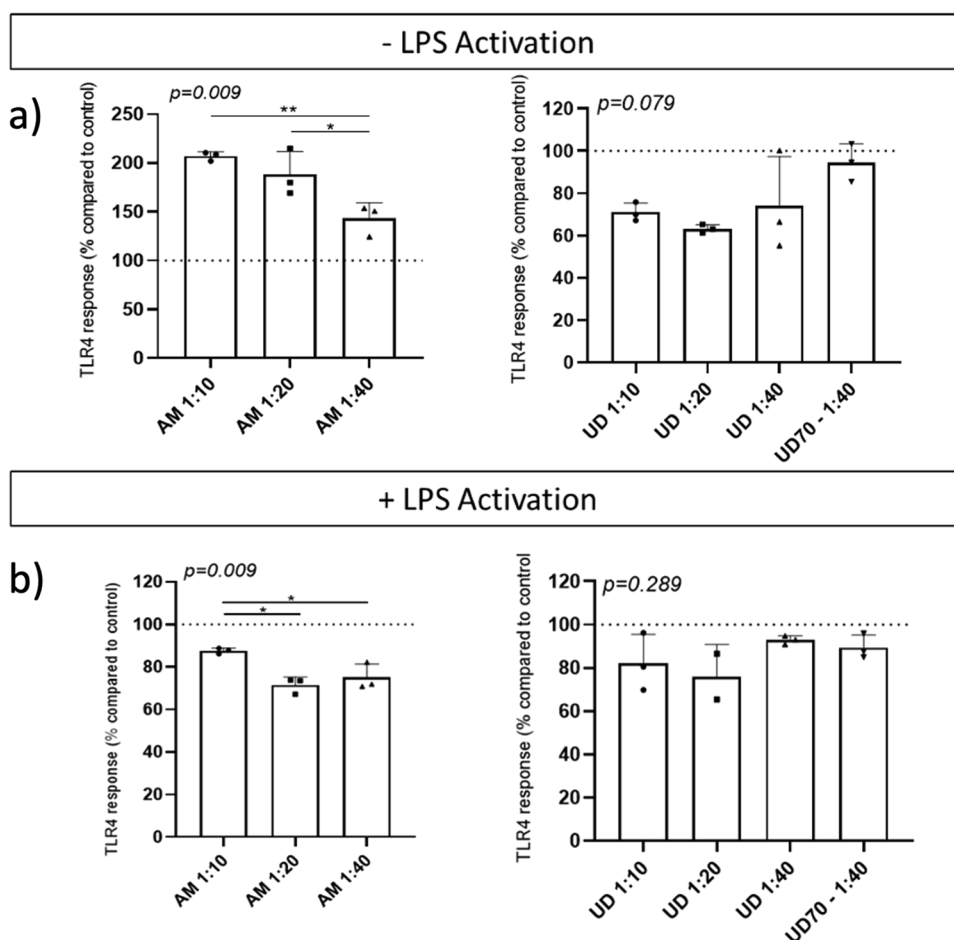 - LPS Activation
a)
p=0.009
**
*
TLR4 response (% compared to control)
250
200
150
100
50
0
AM 1:10
AM 1:20
AM 1:40
p=0.079
TLR4 response (% compared to control)
120
100
80
60
40
20
0
UD 1:10
UD 1:20
UD 1:40
UD70 - 1:40
+ LPS Activation
b)
p=0.009
*
*
TLR4 response (% compared to control)
120
100
80
60
40
20
0
AM 1:10
AM 1:20
AM 1:40
p=0.289
TLR4 response (% compared to control
120
100
80
60
40
20
0
UD 1:10
UD 1:20
UD 1:40
UD70 - 1:40